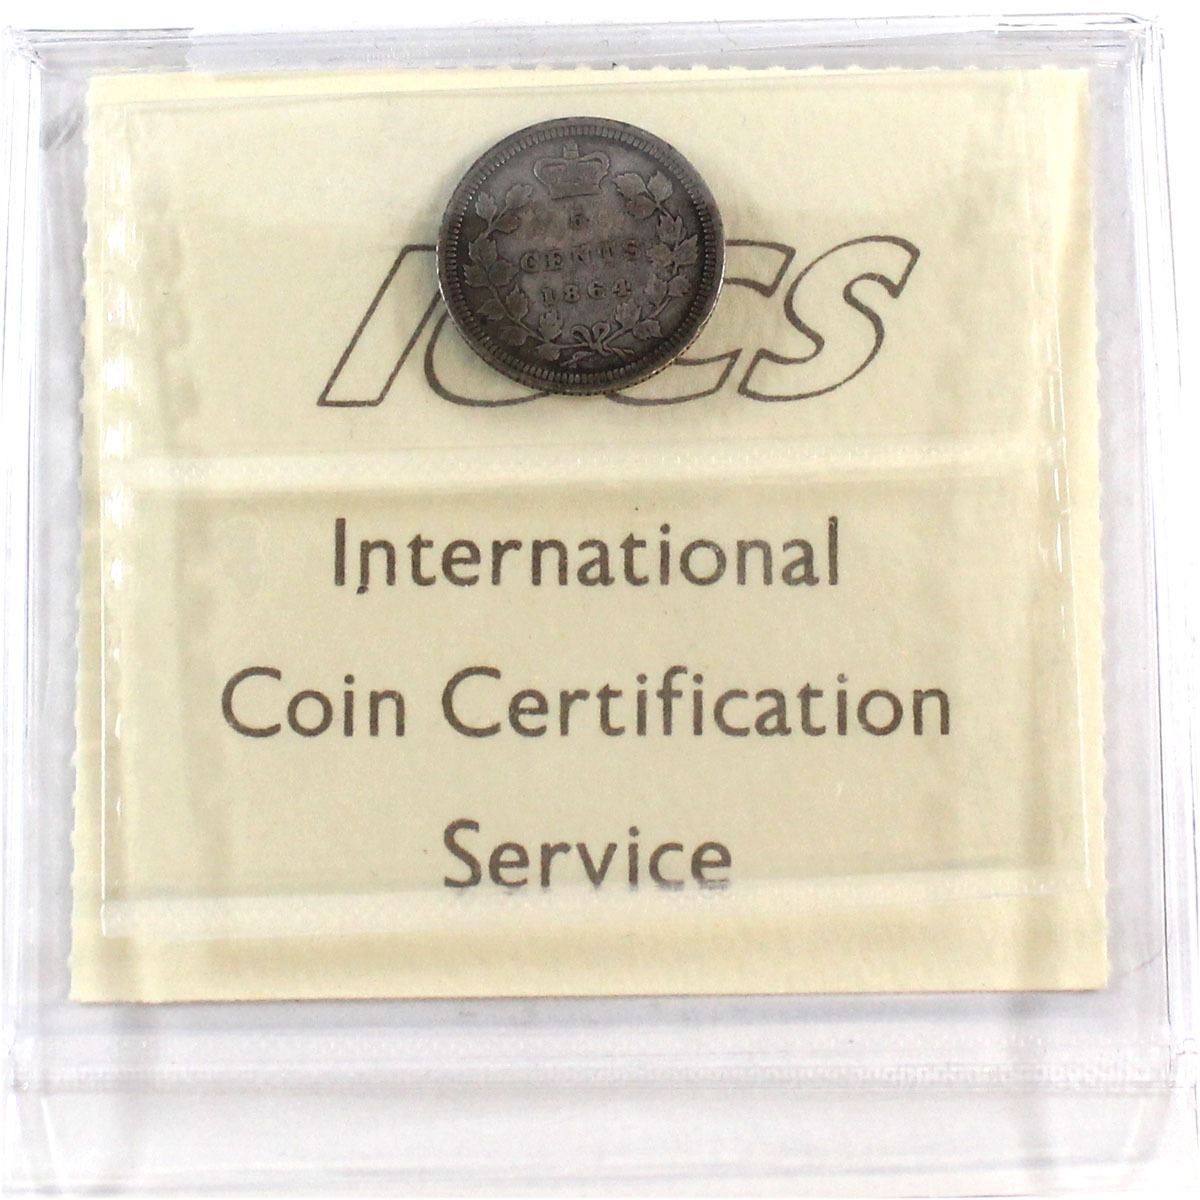 5
CENTS
1864
ICCS
International
Coin Certification
Service